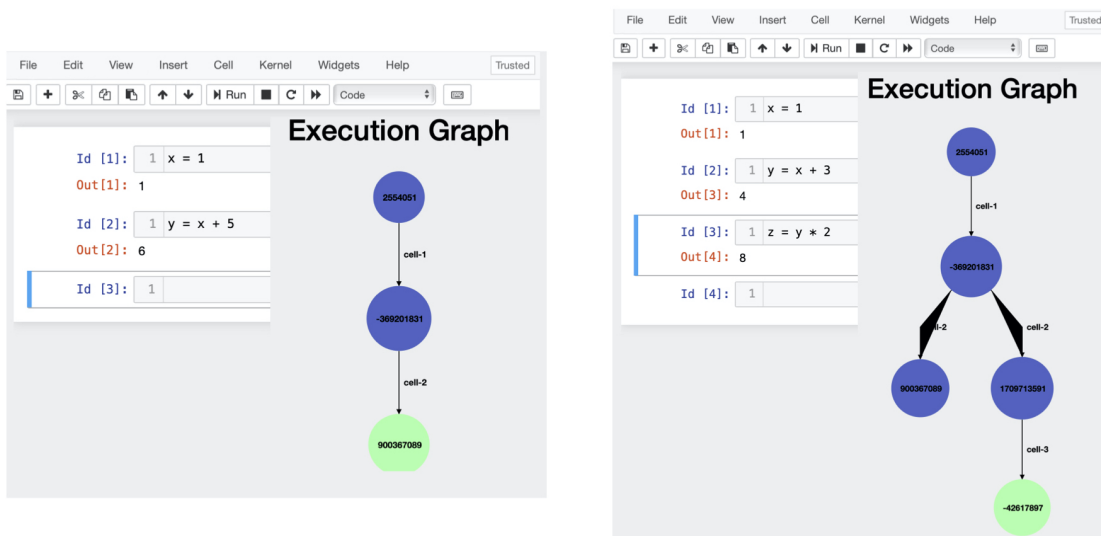 File Edit View Insert Cell Kernel Widgets Help Trusted
Run Code
Execution Graph
Id [1]: 1 x = 1
Out[1]: 1
Id [2]: 1 y = x + 5
Out[2]: 6
Id [3]: 1
2554051
cell-1
-369201831
cell-2
900367089
File Edit View Insert Cell Kernel Widgets Help Trusted
Run Code
Execution Graph
Id [1]: 1 x = 1
Out[1]: 1
Id [2]: 1 y = x + 3
Out[3]: 4
Id [3]: 1 z = y * 2
Out[4]: 8
Id [4]: 1
2554051
cell-1
-369201831
cell-2
900367089 1709713591
cell-3
-42617897